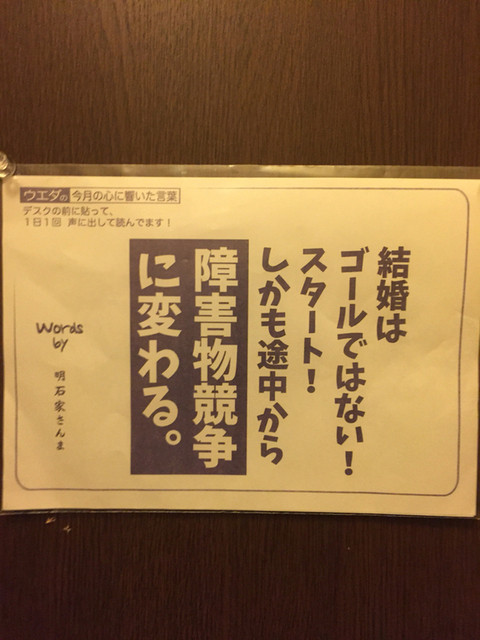 ウエダの 今月の心に響いた言葉
デスクの前に貼って、
1日1回 声に出して読んでます!
結婚は
ゴールではない!
スタート!
しかも途中から
障害物競争
に変わる。
Words
by
明石家さんま